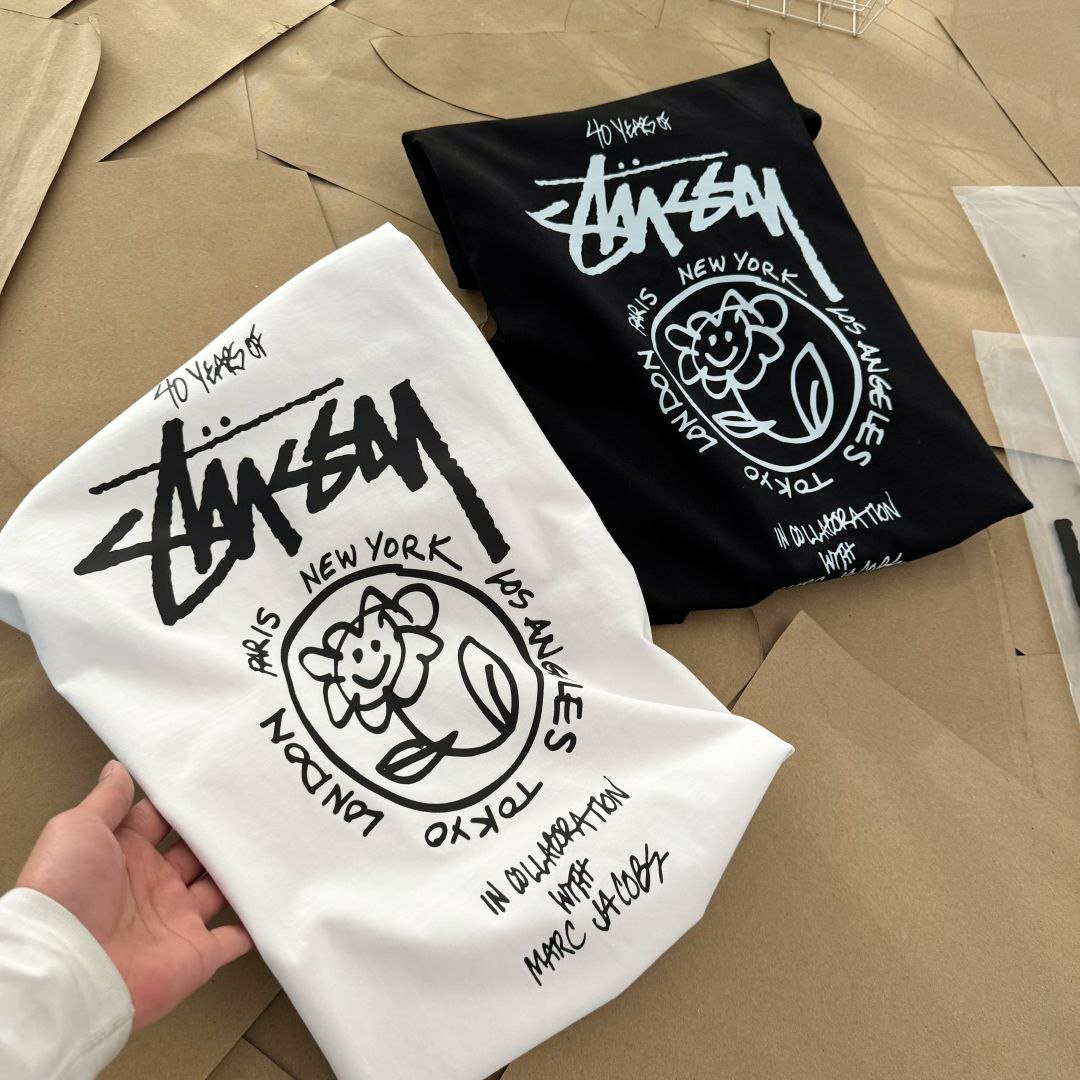 40 YEARS OF
STÜSSY
NEW YORK
PARIS
LOS ANGELES
LONDON
TOKYO
IN COLLABORATION
WITH
MARC JACOBS
40 YEARS OF
STÜSSY
NEW YORK
PARIS
LOS ANGELES
LONDON
TOKYO
IN COLLABORATION
WITH